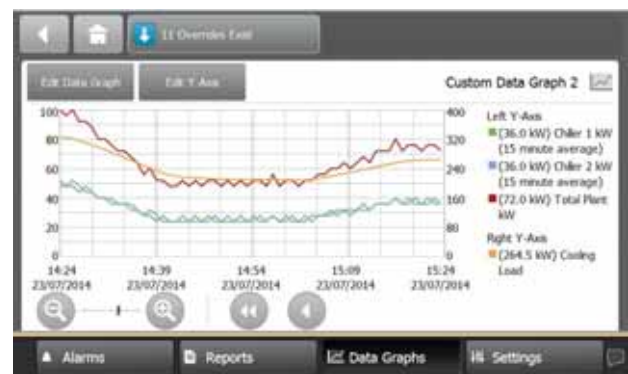 11 Overrides Exist
Edit Data Graph
Edit Y Axis
Custom Data Graph 2
100
80
60
40
20
0
400
320
240
160
80
0
14:24
23/07/2014
14:39
23/07/2014
14:54
23/07/2014
15:09
23/07/2014
15:24
23/07/2014
Left Y-Axis
(36.0 kW) Chiller 1 kW
(15 minute average)
(36.0 kW) Chiller 2 kW
(15 minute average)
(72.0 kW) Total Plant
kW
Right Y-Axis
(264.5 kW) Cooling
Load
Alarms
Reports
Data Graphs
Settings